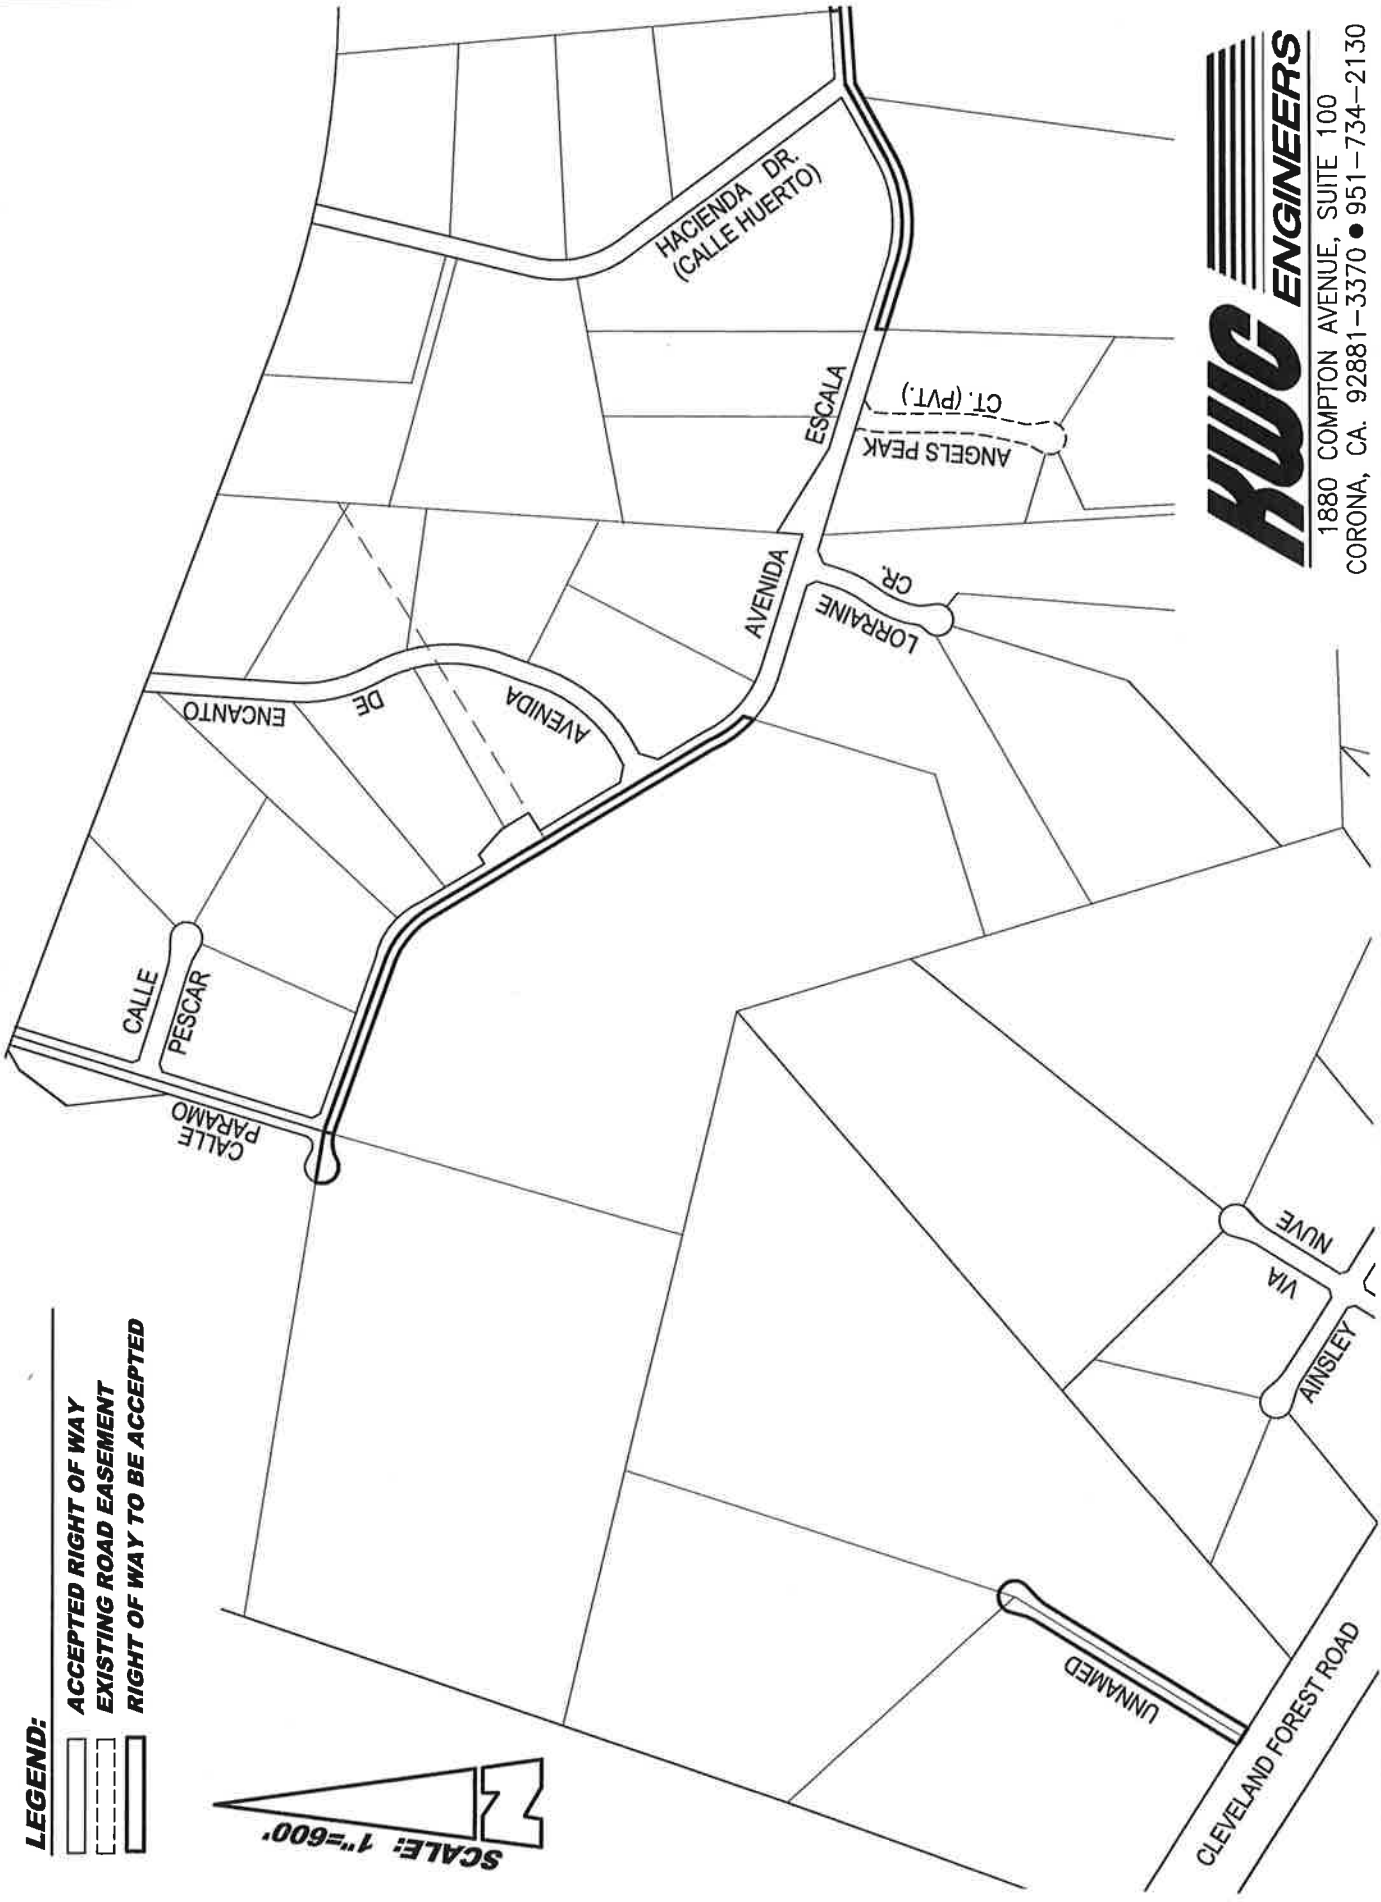 LEGEND:
ACCEPTED RIGHT OF WAY
EXISTING ROAD EASEMENT
RIGHT OF WAY TO BE ACCEPTED
SCALE: 1"=600'
N
CALLE
PARAMO
CALLE
PESCAR
ENCANTO
DE
AVENIDA
AVENIDA
ESCALA
HACIENDA DR.
(CALLE HUERTO)
LORRAINE
CR.
ANGELS PEAK
CT. (PVT.)
VIA
NUVE
AINSLEY
UNNAMED
CLEVELAND FOREST ROAD
KWC
ENGINEERS
1880 COMPTON AVENUE, SUITE 100
CORONA, CA. 92881-3370 ● 951-734-2130